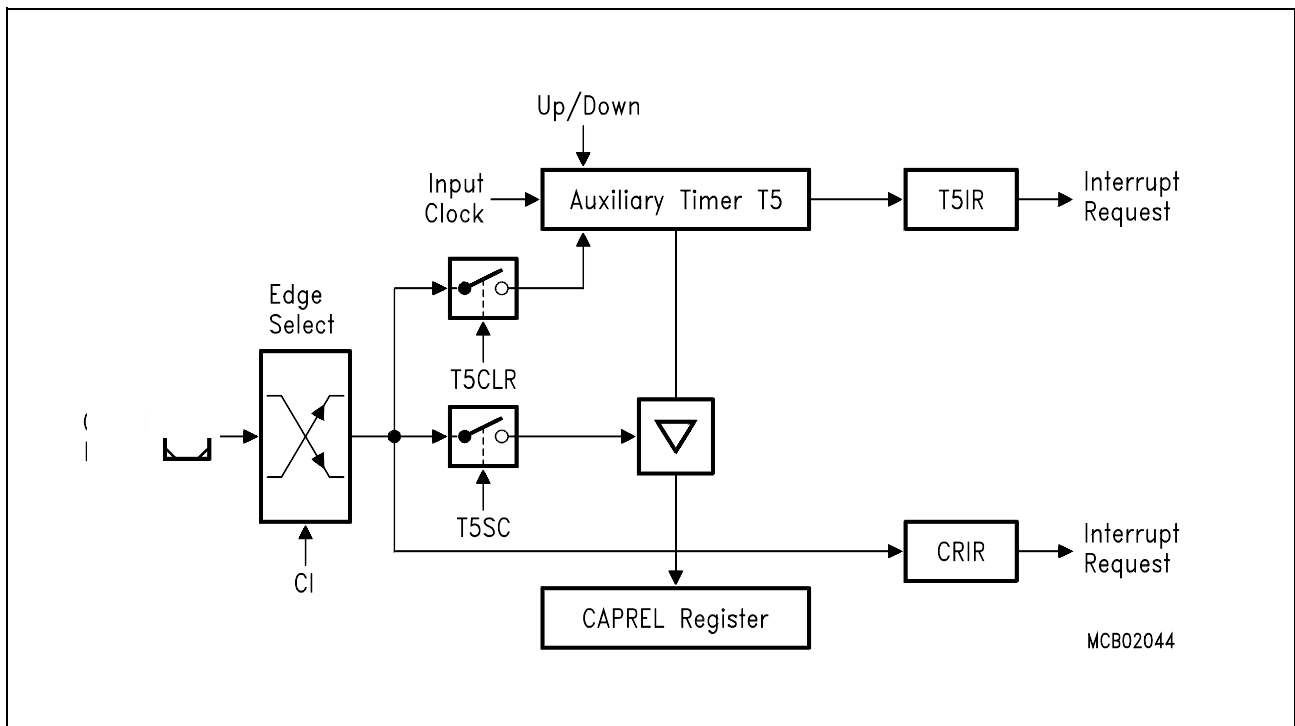 Up/Down
Input
Clock
Auxiliary Timer T5
T5IR
Interrupt
Request
Edge
Select
T5CLR
T5SC
CI
CRIR
Interrupt
Request
CAPREL Register
MCB02044